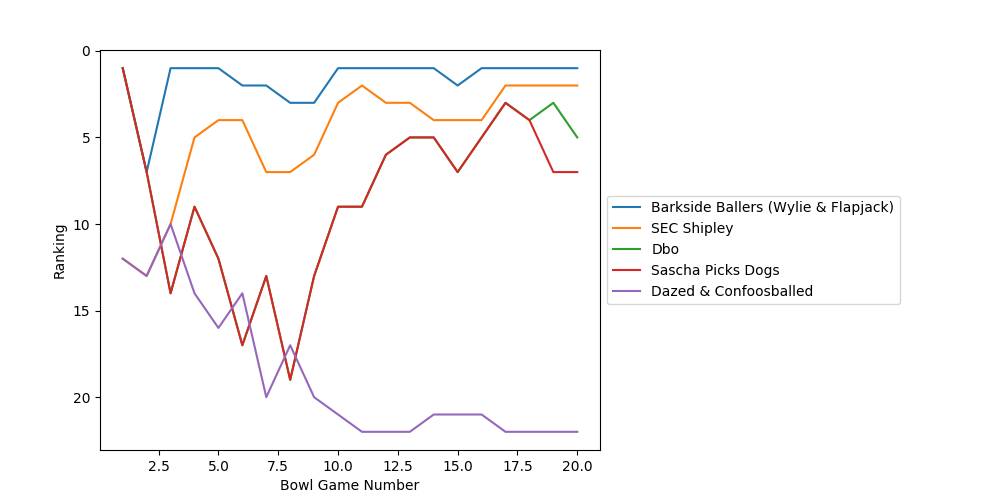 0
5
10
15
20
Ranking
2.5 5.0 7.5 10.0 12.5 15.0 17.5 20.0
Bowl Game Number
Barkside Ballers (Wylie & Flapjack)
SEC Shipley
Dbo
Sascha Picks Dogs
Dazed & Confoosballed